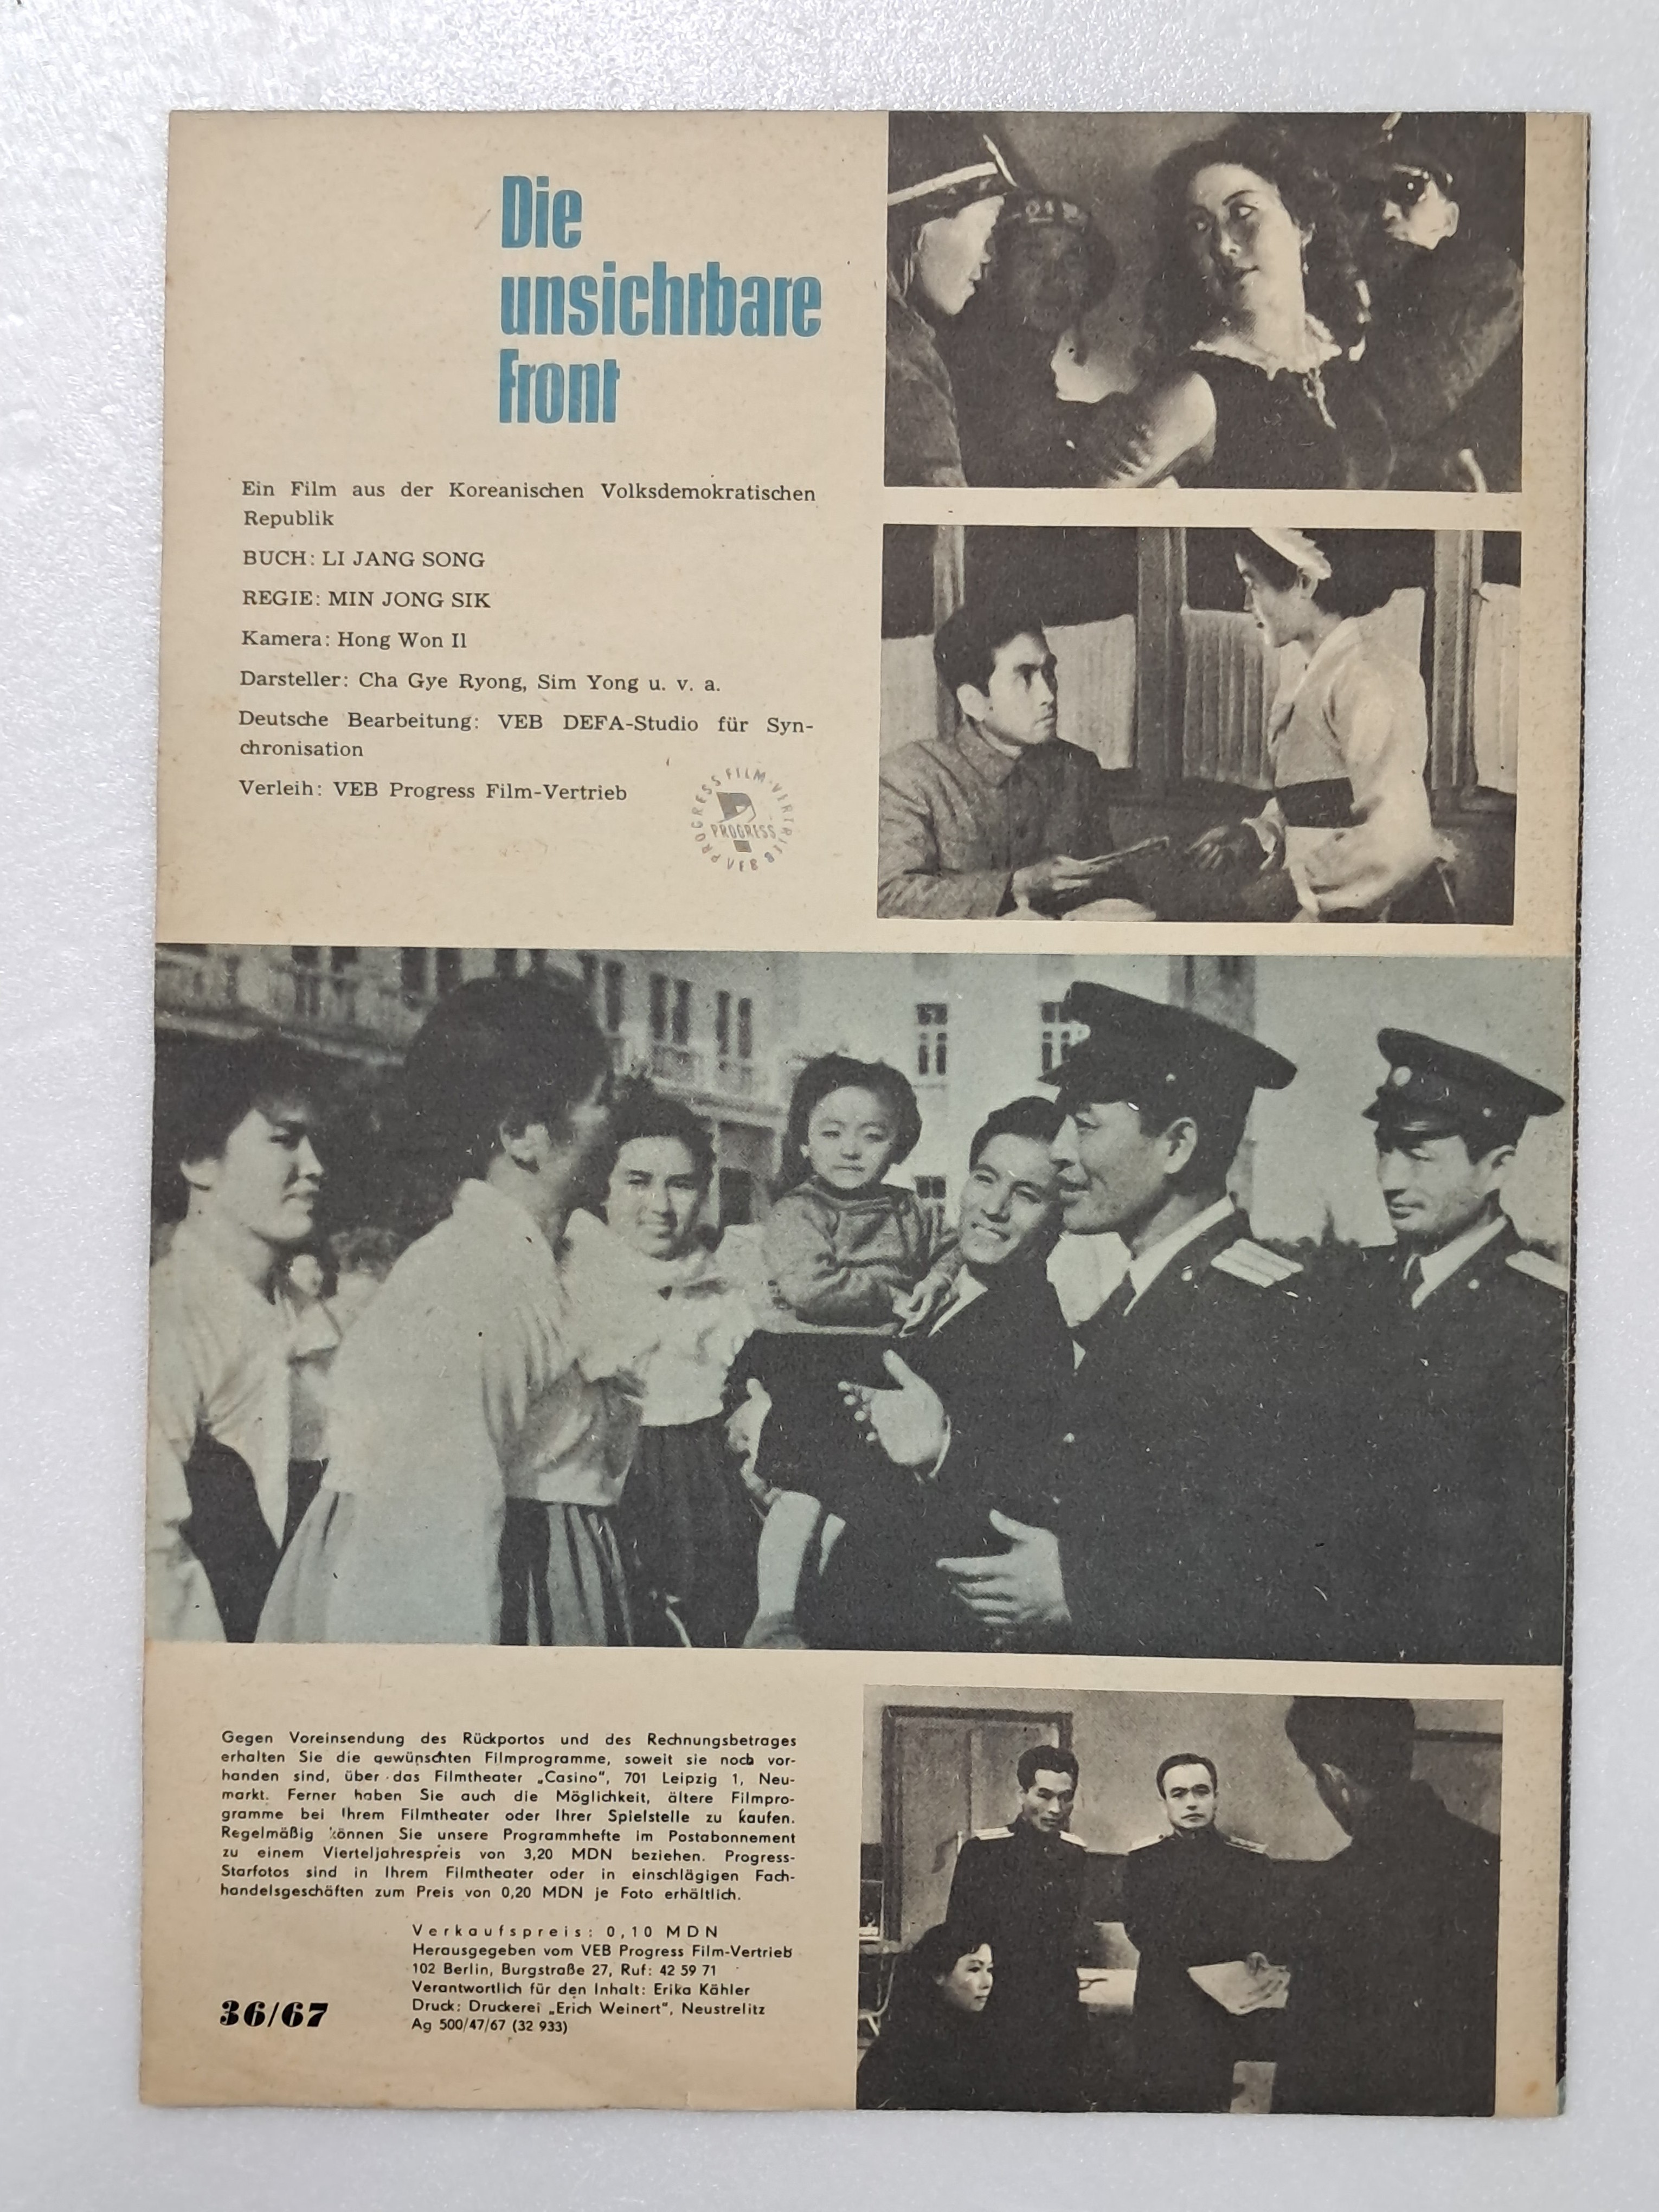 Die
unsichtbare
Front
Ein Film aus der Koreanischen Volksdemokratischen
Republik
BUCH: LI JANG SONG
REGIE: MIN JONG SIK
Kamera: Hong Won Il
Darsteller: Cha Gye Ryong, Sim Yong u. v. a.
Deutsche Bearbeitung: VEB DEFA-Studio für Syn-
chronisation
Verleih: VEB Progress Film-Vertrieb
VEB PROGRESS FILM-VERTRIEB
PROGRESS
Gegen Voreinsendung des Rückportos und des Rechnungsbetrages
erhalten Sie die gewünschten Filmprogramme, soweit sie noch vor-
handen sind, über das Filmtheater „Casino“, 701 Leipzig 1, Neu-
markt. Ferner haben Sie auch die Möglichkeit, ältere Filmpro-
gramme bei Ihrem Filmtheater oder Ihrer Spielstelle zu kaufen.
Regelmäßig können Sie unsere Programmhefte im Postabonnement
zu einem Vierteljahrespreis von 3,20 MDN beziehen. Progress-
Starfotos sind in Ihrem Filmtheater oder in einschlägigen Fach-
handelsgeschäften zum Preis von 0,20 MDN je Foto erhältlich.
Verkaufspreis: 0,10 MDN
Herausgegeben vom VEB Progress Film-Vertrieb
102 Berlin, Burgstraße 27, Ruf: 42 59 71
Verantwortlich für den Inhalt: Erika Kähler
Druck: Druckerei „Erich Weinert“, Neustrelitz
Ag 500/47/67 (32 933)
36/67